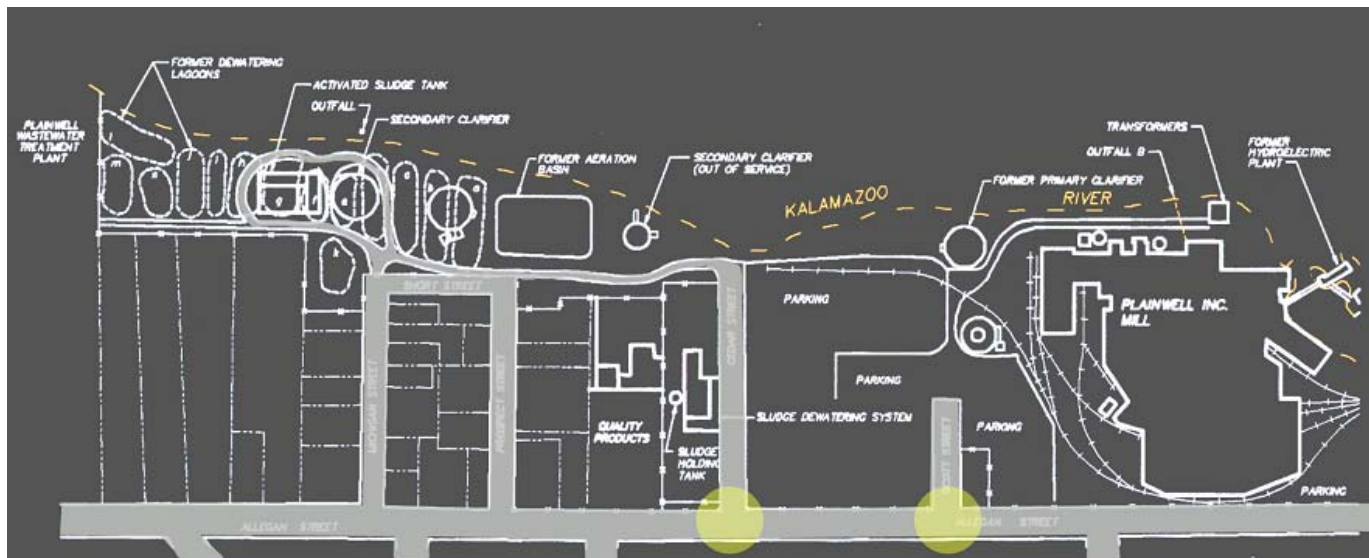 FORMER DEWATERING
LAGOONS
ACTIVATED SLUDGE TANK
OUTFALL
SECONDARY CLARIFIER
PLAINWELL
WASTEWATER
TREATMENT
PLANT
FORMER AERATION
BASIN
SECONDARY CLARIFIER
(OUT OF SERVICE)
TRANSFORMERS
OUTFALL B
FORMER
HYDROELECTRIC
PLANT
FORMER PRIMARY CLARIFIER
KALAMAZOO
RIVER
m
k
SHORT STREET
PARKING
PLAINWELL INC.
MILL
CEDAR STREET
PROSPECT STREET
PARKING
SLUDGE DEWATERING SYSTEM
QUALITY
PRODUCTS
SLUDGE
HOLDING
TANK
PARKING
SCOTT STREET
PARKING
ALLEGAN STREET
ALLEGAN STREET